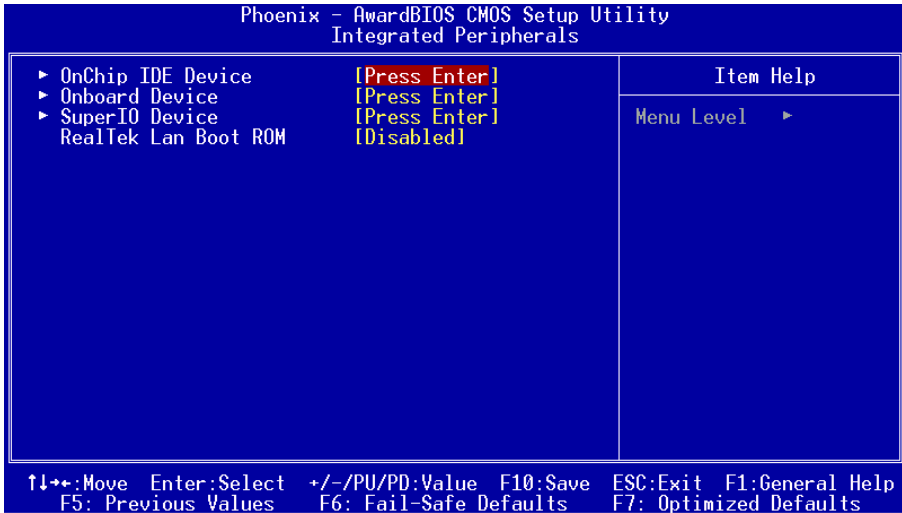 Phoenix - AwardBIOS CMOS Setup Utility
Integrated Peripherals
► OnChip IDE Device [Press Enter]
► Onboard Device [Press Enter]
► SuperIO Device [Press Enter]
RealTek Lan Boot ROM [Disabled]
Item Help
Menu Level ►
↑↓→←:Move Enter:Select +/-/PU/PD:Value F10:Save ESC:Exit F1:General Help
F5: Previous Values F6: Fail-Safe Defaults F7: Optimized Defaults